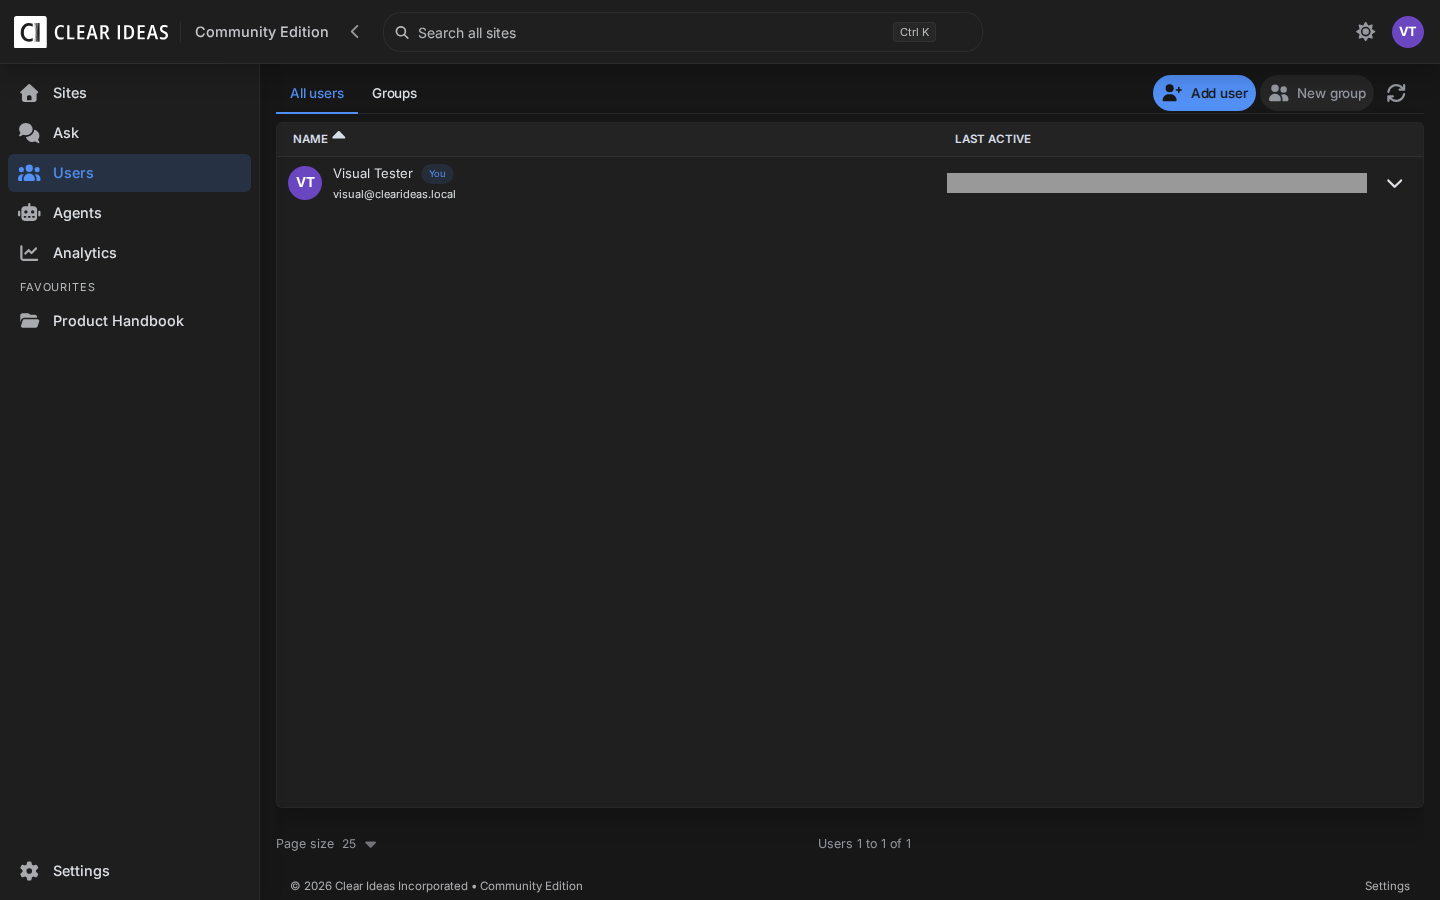 CI CLEAR IDEAS
Community Edition
Search all sites
Ctrl K
VT
Sites
Ask
Users
Agents
Analytics
FAVOURITES
Product Handbook
Settings
All users
Groups
Add user
New group
NAME
LAST ACTIVE
VT
Visual Tester
You
visual@clearideas.local
Page size 25
Users 1 to 1 of 1
© 2026 Clear Ideas Incorporated • Community Edition
Settings